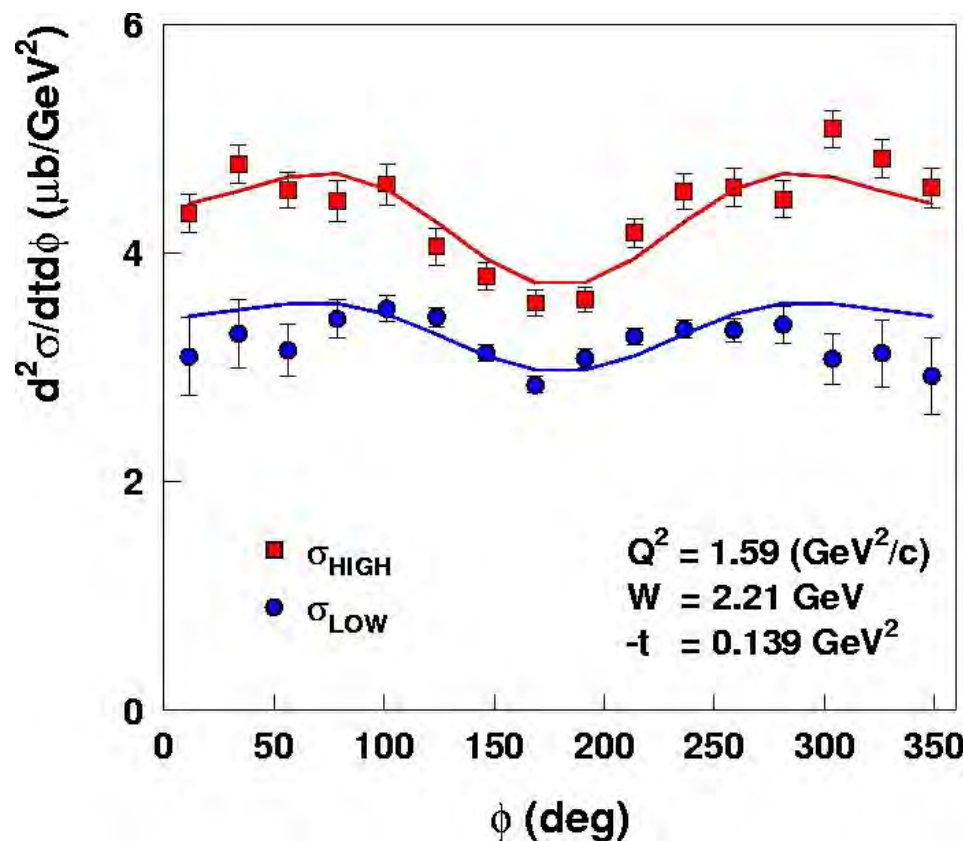 d²σ/dtdϕ (μb/GeV²)
6
4
2
0
σHIGH
σLOW
Q² = 1.59 (GeV²/c)
W = 2.21 GeV
-t = 0.139 GeV²
0 50 100 150 200 250 300 350
ϕ (deg)